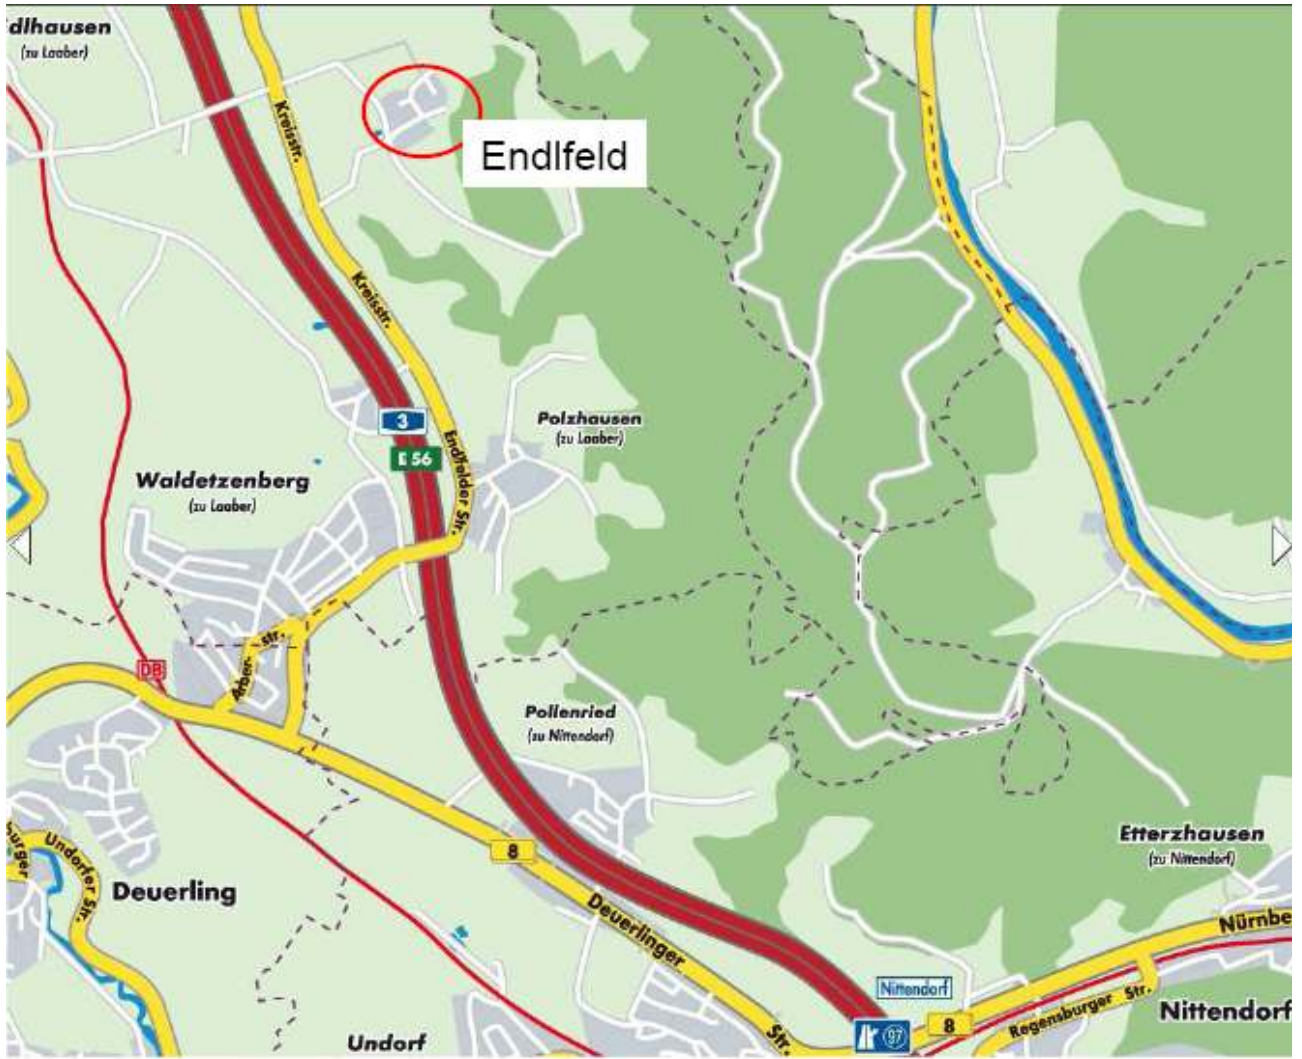 dlhausen
(zu Laaber)
Kreisstr.
Endlfeld
Kreisstr.
3
E 56
Endlfelder Str.
Polzhausen
(zu Laaber)
Waldetzenberg
(zu Laaber)
Arber-
str.
DB
Pollenried
(zu Nittendorf)
8
Etterzhausen
(zu Nittendorf)
burger
Undorfer Str.
Deuerling
Deuerlinger
Str.
Nürnbe
Nittendorf
97
8
Regensburger Str.
Nittendorf
Undorf